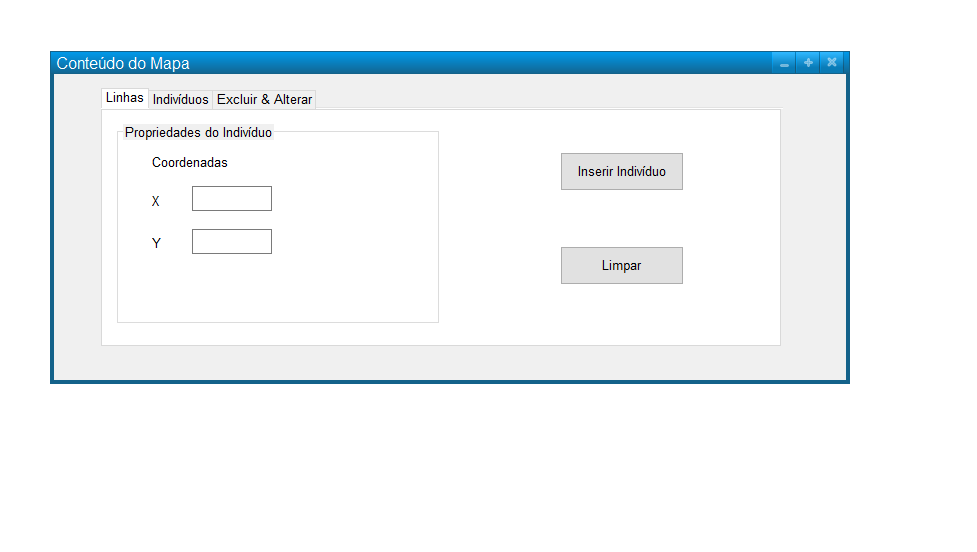 Conteúdo do Mapa
Linhas Indivíduos Excluir & Alterar
Propriedades do Indivíduo
Coordenadas
X
Y
Inserir Indivíduo
Limpar